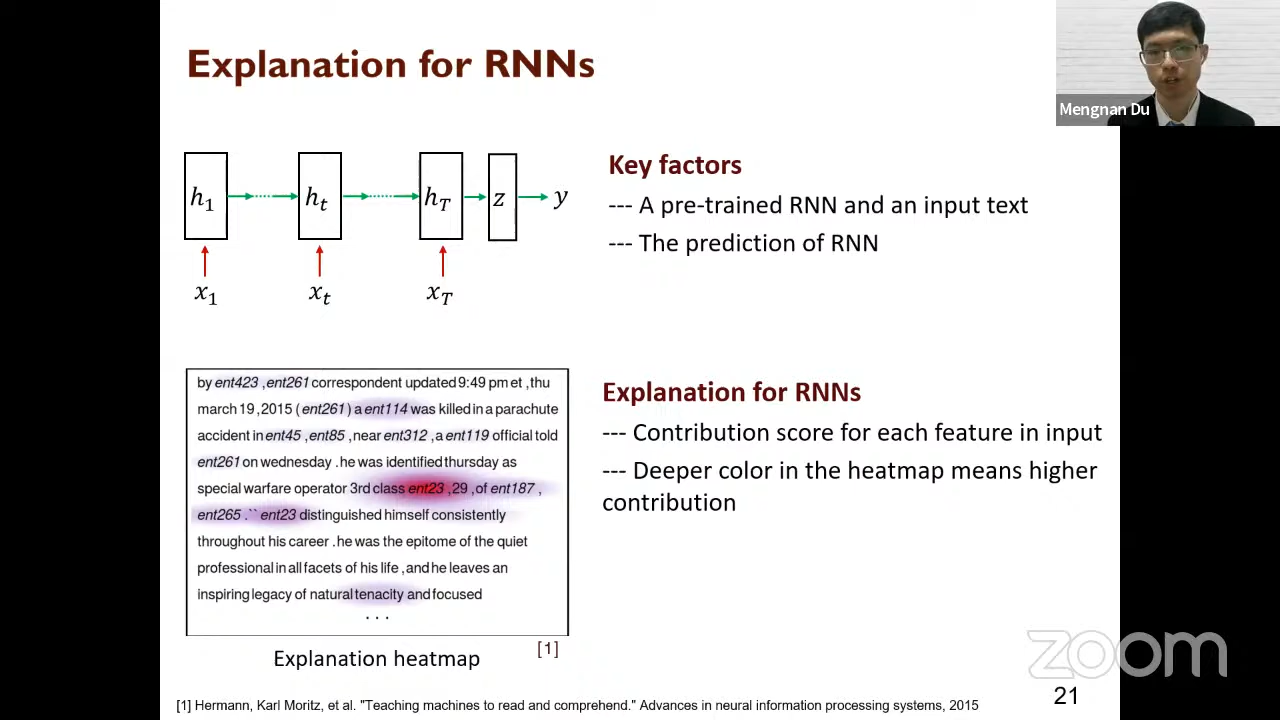 Explanation for RNNs
Mengnan Du
h1 ht hT z y
x1 xt xT
Key factors
--- A pre-trained RNN and an input text
--- The prediction of RNN
by ent423 ,ent261 correspondent updated 9:49 pm et ,thu
march 19 ,2015 ( ent261 ) a ent114 was killed in a parachute
accident in ent45 ,ent85 ,near ent312 ,a ent119 official told
ent261 on wednesday .he was identified thursday as
special warfare operator 3rd class ent23 ,29 ,of ent187 ,
ent265 .`` ent23 distinguished himself consistently
throughout his career .he was the epitome of the quiet
professional in all facets of his life ,and he leaves an
inspiring legacy of natural tenacity and focused
. . .
Explanation heatmap
[1]
Explanation for RNNs
--- Contribution score for each feature in input
--- Deeper color in the heatmap means higher
contribution
zoom
[1] Hermann, Karl Moritz, et al. "Teaching machines to read and comprehend." Advances in neural information processing systems, 2015
21